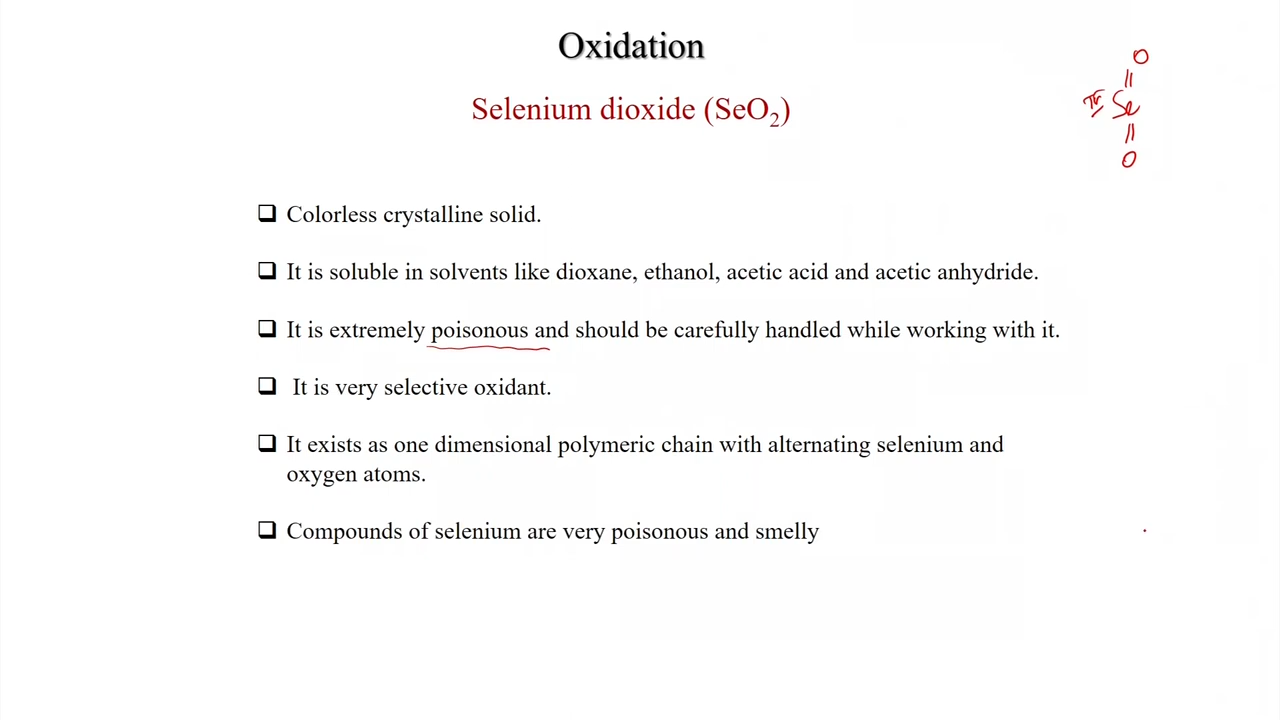 Oxidation
Selenium dioxide (SeO₂)
O
||
IV Se
||
O
❑ Colorless crystalline solid.
❑ It is soluble in solvents like dioxane, ethanol, acetic acid and acetic anhydride.
❑ It is extremely poisonous and should be carefully handled while working with it.
❑ It is very selective oxidant.
❑ It exists as one dimensional polymeric chain with alternating selenium and
oxygen atoms.
❑ Compounds of selenium are very poisonous and smelly